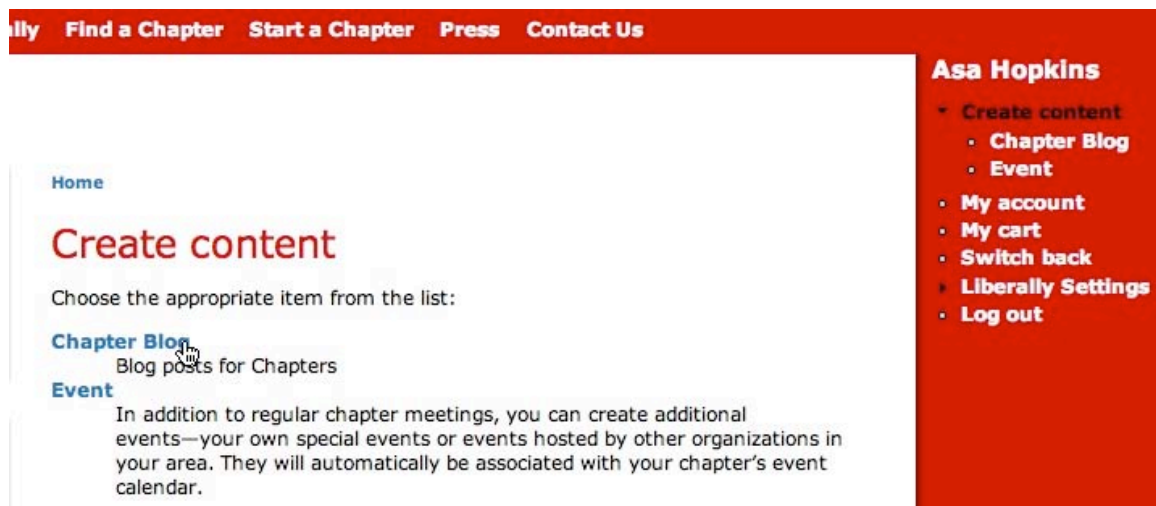 lly Find a Chapter Start a Chapter Press Contact Us
Home
Create content
Choose the appropriate item from the list:
Chapter Blog
Blog posts for Chapters
Event
In addition to regular chapter meetings, you can create additional
events—your own special events or events hosted by other organizations in
your area. They will automatically be associated with your chapter’s event
calendar.
Asa Hopkins
Create content
Chapter Blog
Event
My account
My cart
Switch back
Liberally Settings
Log out